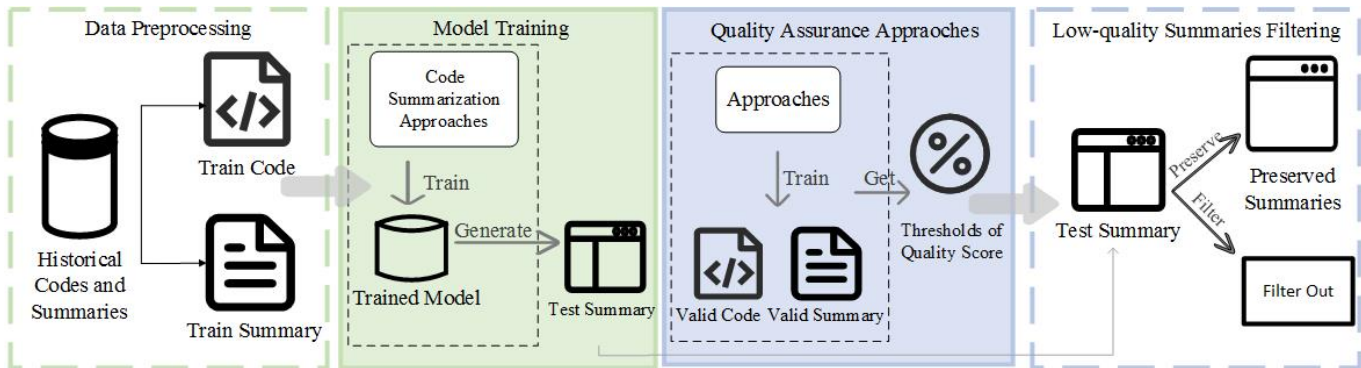 Data Preprocessing
Historical
Codes and
Summaries
</>
Train Code
Train Summary
Model Training
Code
Summarization
Approaches
Train
Trained Model
Generate
Test Summary
Quality Assurance Appraoches
Approaches
Train
Get
</>
Valid Code
Valid Summary
%
Thresholds of
Quality Score
Low-quality Summaries Filtering
Test Summary
Preserve
Filter
Preserved
Summaries
Filter Out